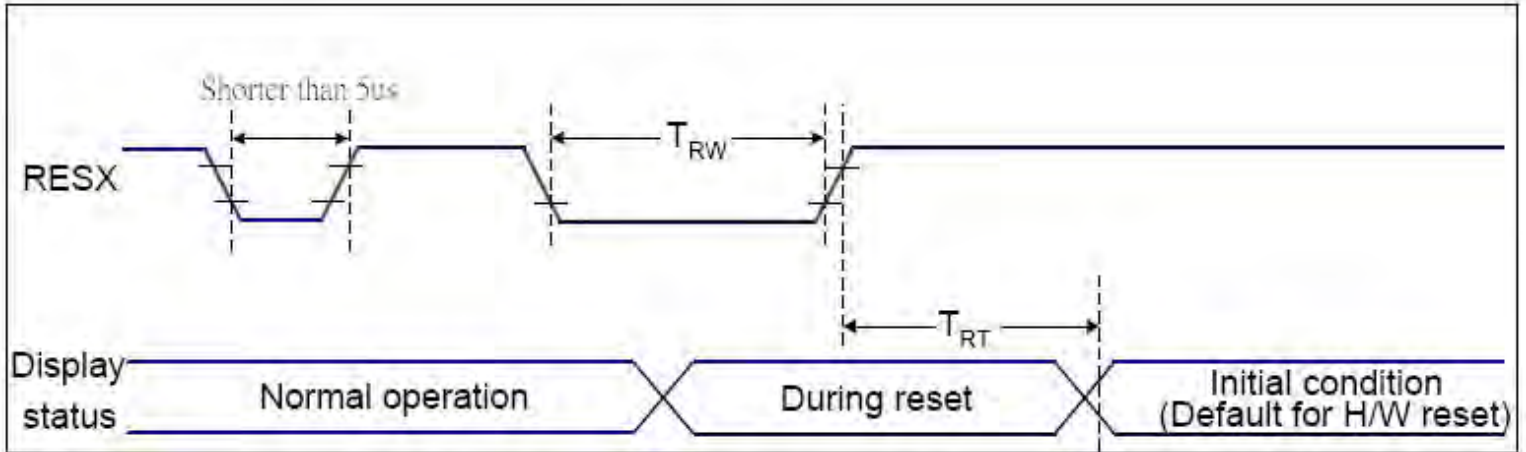 Shorter than 5us
RESX
TRW
TRT
Display
status
Normal operation
During reset
Initial condition
(Default for H/W reset)